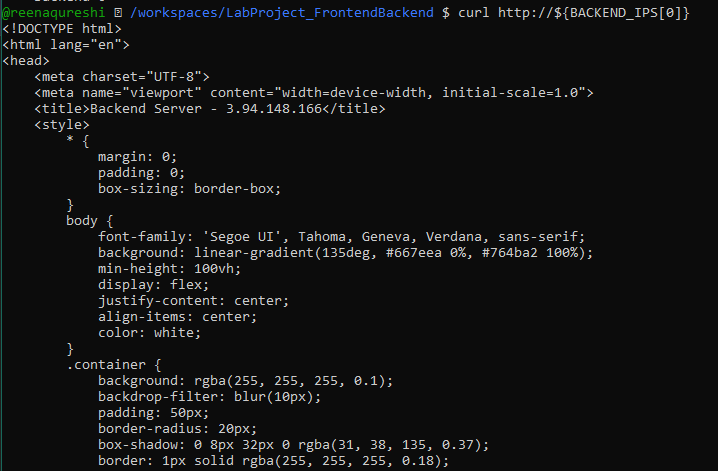 @reenaqureshi /workspaces/LabProject_FrontendBackend $ curl http://${BACKEND_IPS[0]}
<!DOCTYPE html>
<html lang="en">
<head>
    <meta charset="UTF-8">
    <meta name="viewport" content="width=device-width, initial-scale=1.0">
    <title>Backend Server - 3.94.148.166</title>
    <style>
        * {
            margin: 0;
            padding: 0;
            box-sizing: border-box;
        }
        body {
            font-family: 'Segoe UI', Tahoma, Geneva, Verdana, sans-serif;
            background: linear-gradient(135deg, #667eea 0%, #764ba2 100%);
            min-height: 100vh;
            display: flex;
            justify-content: center;
            align-items: center;
            color: white;
        }
        .container {
            background: rgba(255, 255, 255, 0.1);
            backdrop-filter: blur(10px);
            padding: 50px;
            border-radius: 20px;
            box-shadow: 0 8px 32px 0 rgba(31, 38, 135, 0.37);
            border: 1px solid rgba(255, 255, 255, 0.18);